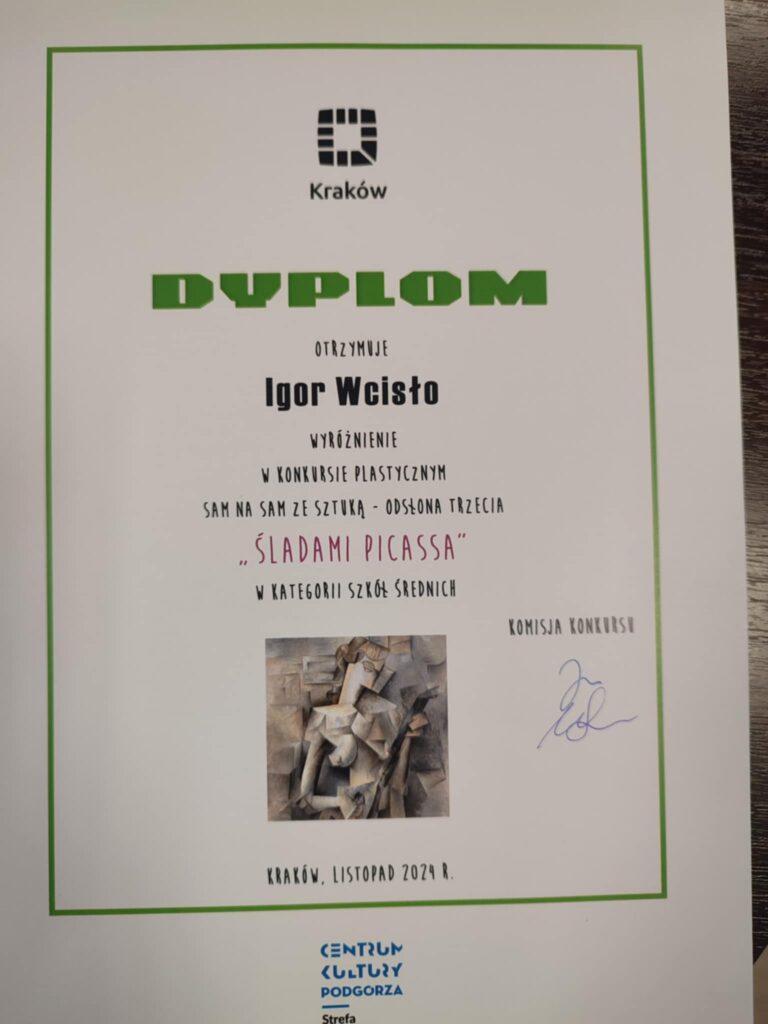 Kraków
DYPLOM
OTRZYMUJE
Igor Wcisło
WYRÓŻNIENIE
W KONKURSIE PLASTYCZNYM
SAM NA SAM ZE SZTUKĄ - ODSŁONA TRZECIA
„ŚLADAMI PICASSA”
W KATEGORII SZKÓŁ ŚREDNICH
KOMISJA KONKURSU
KRAKÓW, LISTOPAD 2024 R.
CENTRUM
KULTURY
PODGÓRZA
Strefa